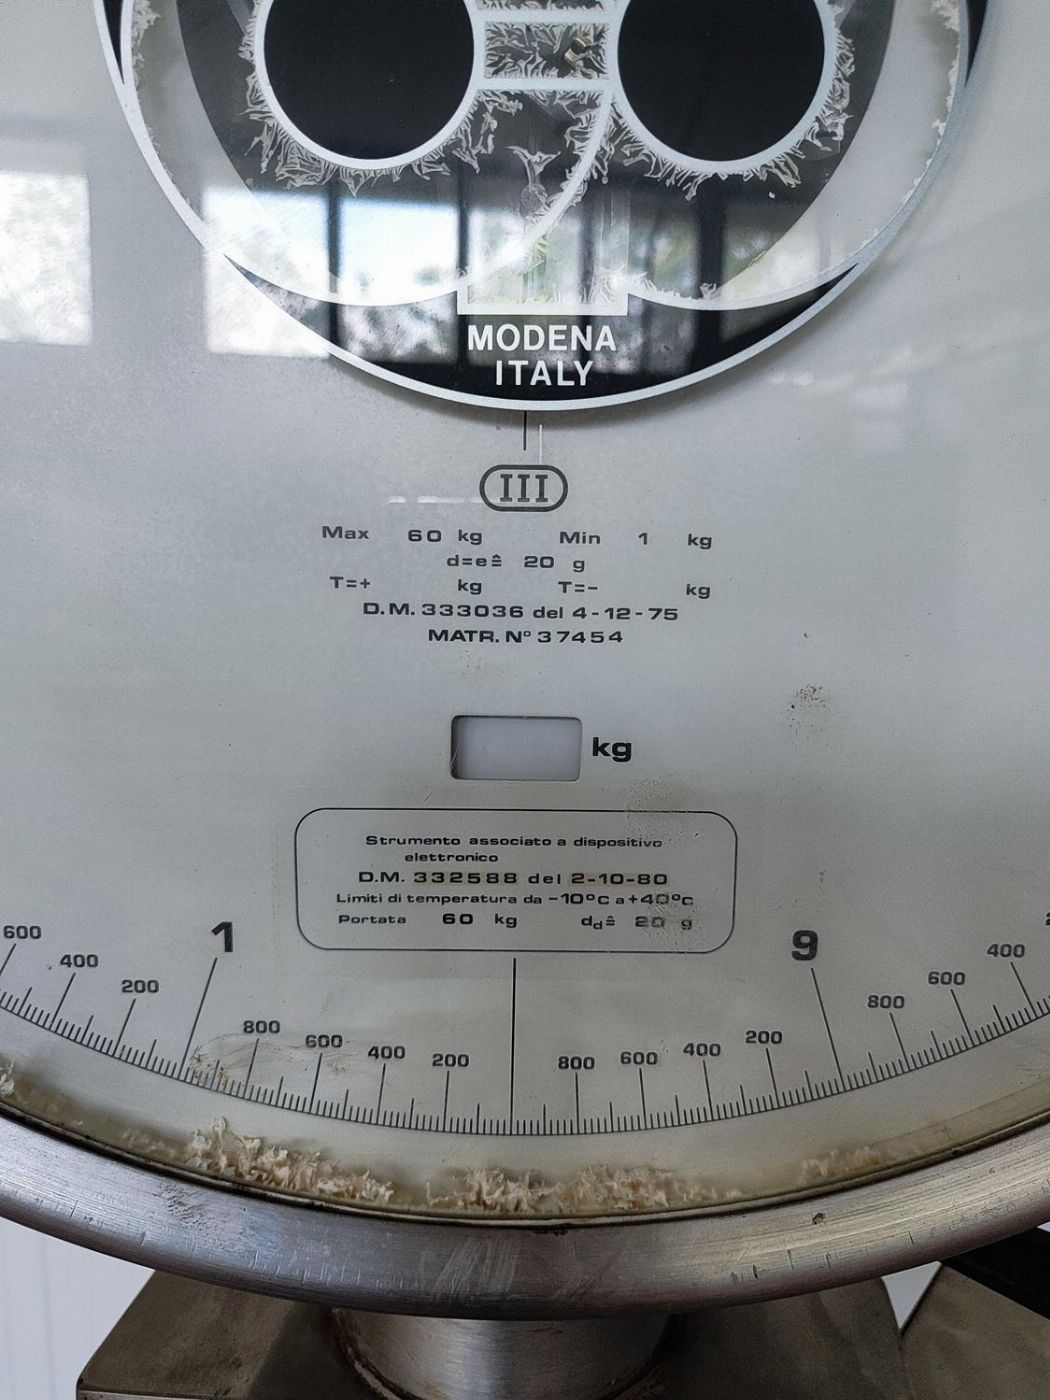 MODENA
ITALY
III
Max 60 kg Min 1 kg
d=e≙ 20 g
T=+ kg T=- kg
D.M. 333036 del 4-12-75
MATR. N° 37454
kg
Strumento associato a dispositivo
elettronico
D.M. 332588 del 2-10-80
Limiti di temperatura da -10°c a +40°c
Portata 60 kg dd≙ 20 g
600 400 200 1 800 600 400 200 800 600 400 200 9 800 600 400